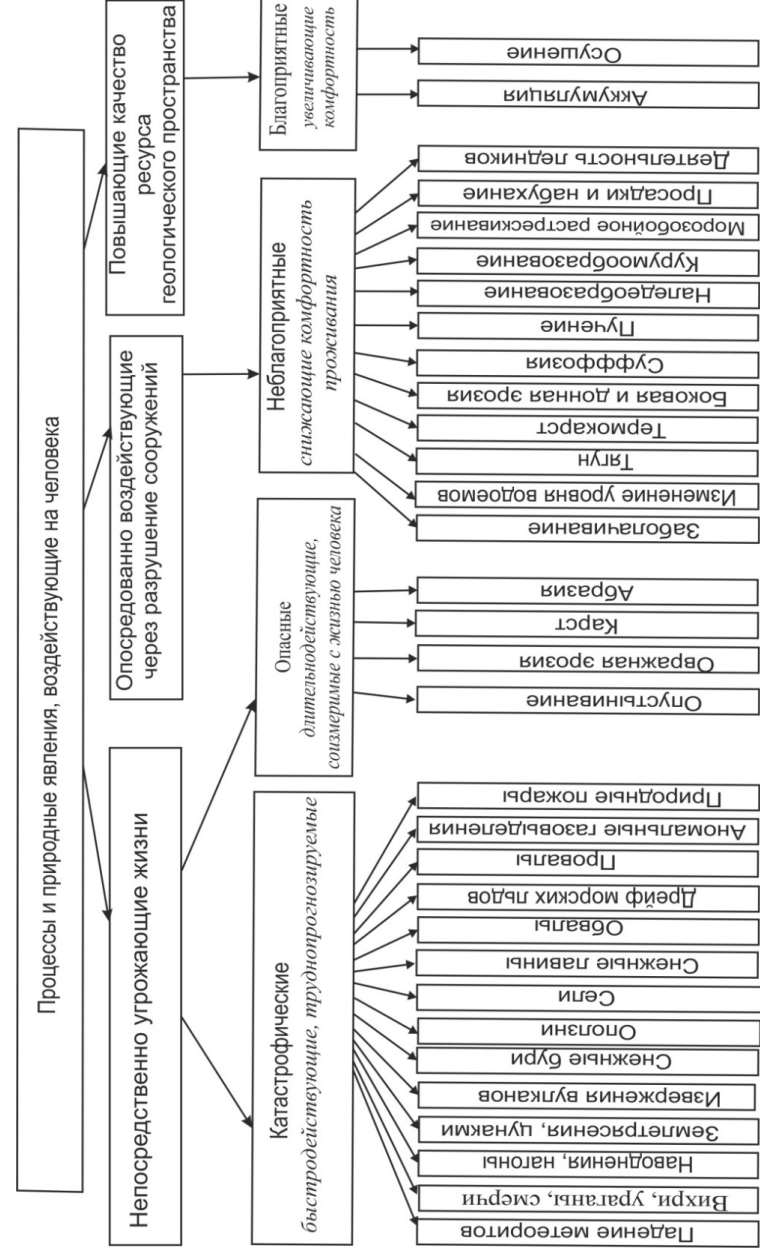 Процессы и природные явления, воздействующие на человека
Непосредственно угрожающие жизни
Опосредованно воздействующие
через разрушение сооружений
Повышающие качество
ресурса
геологического пространства
Катастрофические
быстродействующие, труднопрогнозируемые
Опасные
длительнодействующие,
соизмеримые с жизнью человека
Неблагоприятные
снижающие комфортность
проживания
Благоприятные
увеличивающие
комфортность
Падение метеоритов
Вихри, ураганы, смерчи
Наводнения, нагоны
Землетрясения, цунакми
Извержения вулканов
Снежные бури
Оползни
Сели
Снежные лавины
Обвалы
Дрейф морских льдов
Провалы
Аномальные газовыделения
Природные пожары
Опустынивание
Овражная эрозия
Карст
Абразия
Заболачивание
Изменение уровня водоемов
Тягун
Термокарст
Боковая и донная эрозия
Суффозия
Пучение
Наледеобразование
Курумообразование
Морозобойное растрескивание
Просадки и набухание
Деятельность ледников
Аккумуляция
Осушение